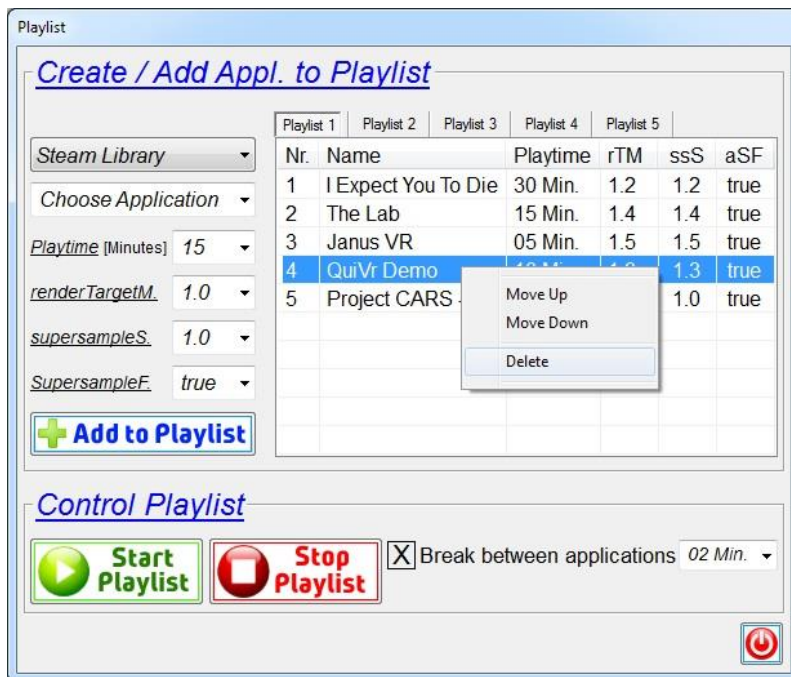 Playlist
Create / Add Appl. to Playlist
Playlist 1 Playlist 2 Playlist 3 Playlist 4 Playlist 5
Steam Library
Choose Application
Playtime [Minutes] 15
renderTargetM. 1.0
supersampleS. 1.0
SupersampleF. true
Add to Playlist
Nr. Name Playtime rTM ssS aSF
1 I Expect You To Die 30 Min. 1.2 1.2 true
2 The Lab 15 Min. 1.4 1.4 true
3 Janus VR 05 Min. 1.5 1.5 true
4 QuiVr Demo 1.3 true
5 Project CARS - 1.0 true
Move Up
Move Down
Delete
Control Playlist
Start
Playlist
Stop
Playlist
X Break between applications 02 Min.